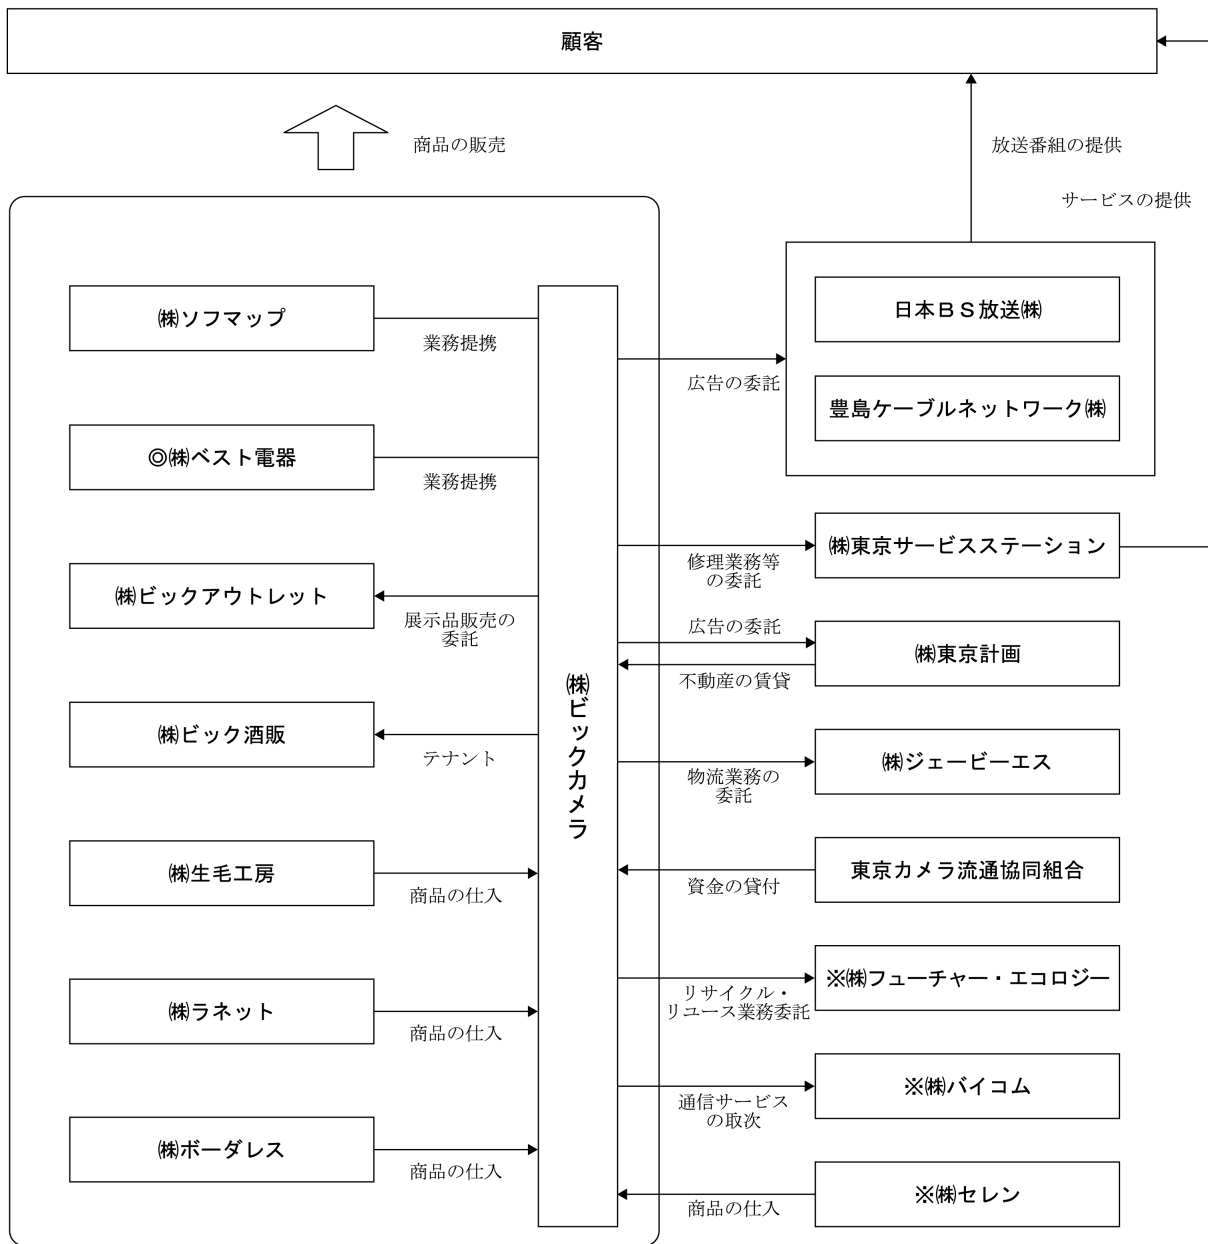 顧客
商品の販売
放送番組の提供
サービスの提供
㈱ソフマップ
業務提携
◎㈱ベスト電器
業務提携
㈱ビックアウトレット
展示品販売の
委託
㈱ビック酒販
テナント
㈱生毛工房
商品の仕入
㈱ラネット
商品の仕入
㈱ボーダレス
商品の仕入
㈱ビックカメラ
広告の委託
日本ＢＳ放送㈱
豊島ケーブルネットワーク㈱
修理業務等
の委託
㈱東京サービスステーション
広告の委託
不動産の賃貸
㈱東京計画
物流業務の
委託
㈱ジェービーエス
資金の貸付
東京カメラ流通協同組合
リサイクル・
リユース業務委託
※㈱フューチャー・エコロジー
通信サービス
の取次
※㈱バイコム
商品の仕入
※㈱セレン